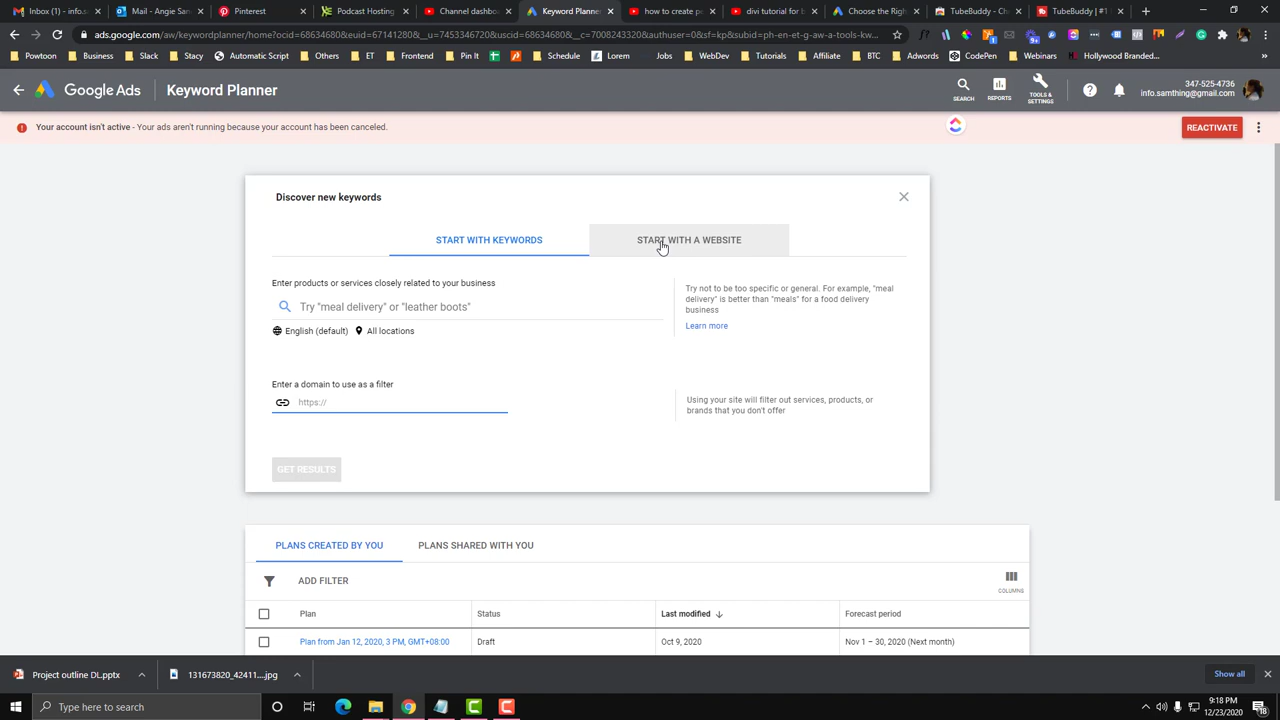 Inbox (1) - info.s
Mail - Angie Sar
Pinterest
Podcast Hosting
Channel dashbo
Keyword Planne
how to create p
divi tutorial for b
Choose the Righ
TubeBuddy - Ch
TubeBuddy | #1
ads.google.com/aw/keywordplanner/home?ocid=68634680&euid=67141280&__u=7453346720&uscid=68634680&__c=7008243320&authuser=0&sf=kp&subid=ph-en-et-g-aw-a-tools-kw...
Powtoon
Business
Slack
Stacy
Automatic Scrip...
Others
Frontend
Pin It
Schedule
Lorem
Jobs
WebDev
Tutorials
Affiliate
BTC
Adwords
CodePen
Webinars
Hollywood Branded...
Google Ads
Keyword Planner
SEARCH
REPORTS
TOOLS &
SETTINGS
347-525-4736
info.samthing@gmail.com
Your account isn't active - Your ads aren't running because your account has been canceled.
REACTIVATE
Discover new keywords
START WITH KEYWORDS
START WITH A WEBSITE
Enter products or services closely related to your business
Try "meal delivery" or "leather boots"
English (default)
All locations
Try not to be too specific or general. For example, "meal
delivery" is better than "meals" for a food delivery
business
Learn more
Enter a domain to use as a filter
https://
Using your site will filter out services, products, or
brands that you don't offer
GET RESULTS
PLANS CREATED BY YOU
PLANS SHARED WITH YOU
ADD FILTER
COLUMNS
Plan
Status
Last modified
Forecast period
Plan from Jan 12, 2020, 3 PM, GMT+08:00
Draft
Oct 9, 2020
Nov 1 – 30, 2020 (Next month)
Project outline DL.pptx
131673820_42411....jpg
Show all
Type here to search
9:18 PM
12/23/2020
18